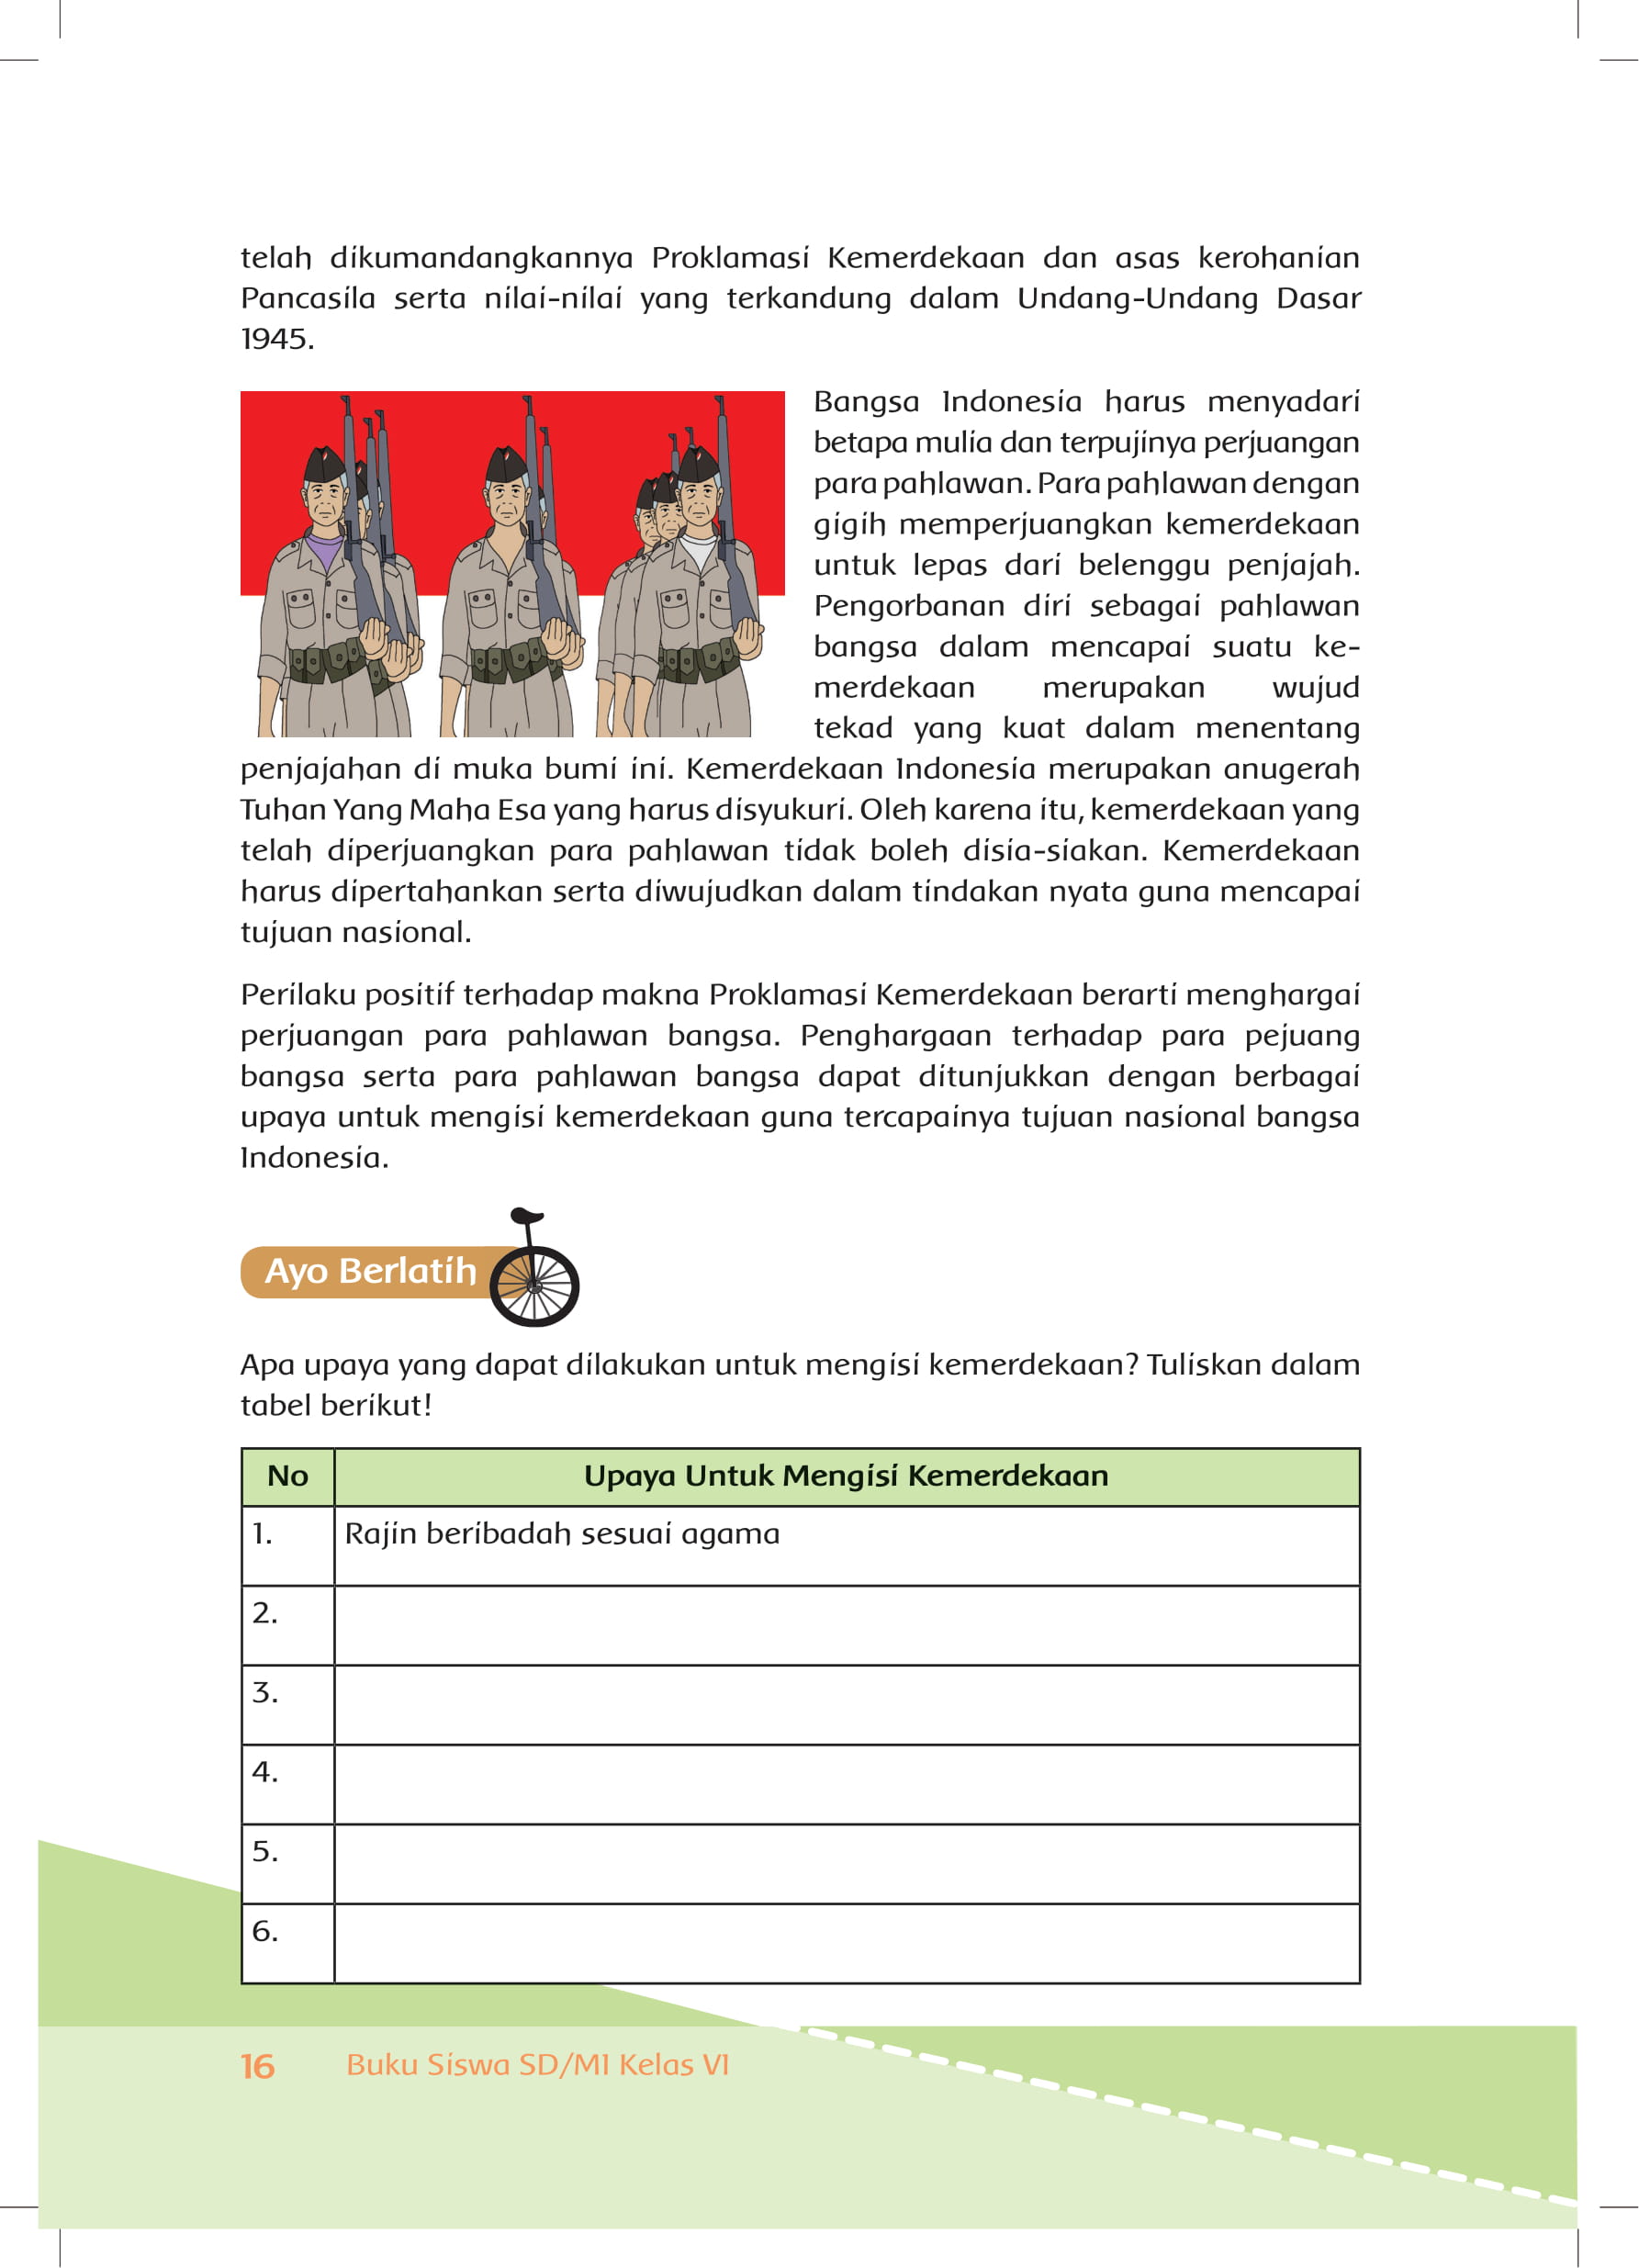 telah dikumandangkannya Proklamasi Kemerdekaan dan asas kerohanian
Pancasila serta nilai-nilai yang terkandung dalam Undang-Undang Dasar
1945.
Bangsa Indonesia harus menyadari
betapa mulia dan terpujinya perjuangan
para pahlawan. Para pahlawan dengan
gigih memperjuangkan kemerdekaan
untuk lepas dari belenggu penjajah.
Pengorbanan diri sebagai pahlawan
bangsa dalam mencapai suatu ke-
merdekaan merupakan wujud
tekad yang kuat dalam menentang
penjajahan di muka bumi ini. Kemerdekaan Indonesia merupakan anugerah
Tuhan Yang Maha Esa yang harus disyukuri. Oleh karena itu, kemerdekaan yang
telah diperjuangkan para pahlawan tidak boleh disia-siakan. Kemerdekaan
harus dipertahankan serta diwujudkan dalam tindakan nyata guna mencapai
tujuan nasional.
Perilaku positif terhadap makna Proklamasi Kemerdekaan berarti menghargai
perjuangan para pahlawan bangsa. Penghargaan terhadap para pejuang
bangsa serta para pahlawan bangsa dapat ditunjukkan dengan berbagai
upaya untuk mengisi kemerdekaan guna tercapainya tujuan nasional bangsa
Indonesia.
Ayo Berlatih
Apa upaya yang dapat dilakukan untuk mengisi kemerdekaan? Tuliskan dalam
tabel berikut!
No Upaya Untuk Mengisi Kemerdekaan
1. Rajin beribadah sesuai agama
2.
3.
4.
5.
6.
16 Buku Siswa SD/MI Kelas VI